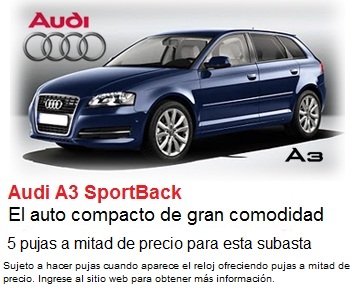 Audi
A3
Audi A3 SportBack
El auto compacto de gran comodidad
5 pujas a mitad de precio para esta subasta
Sujeto a hacer pujas cuando aparece el reloj ofreciendo pujas a mitad de
precio. Ingrese al sitio web para obtener más información.